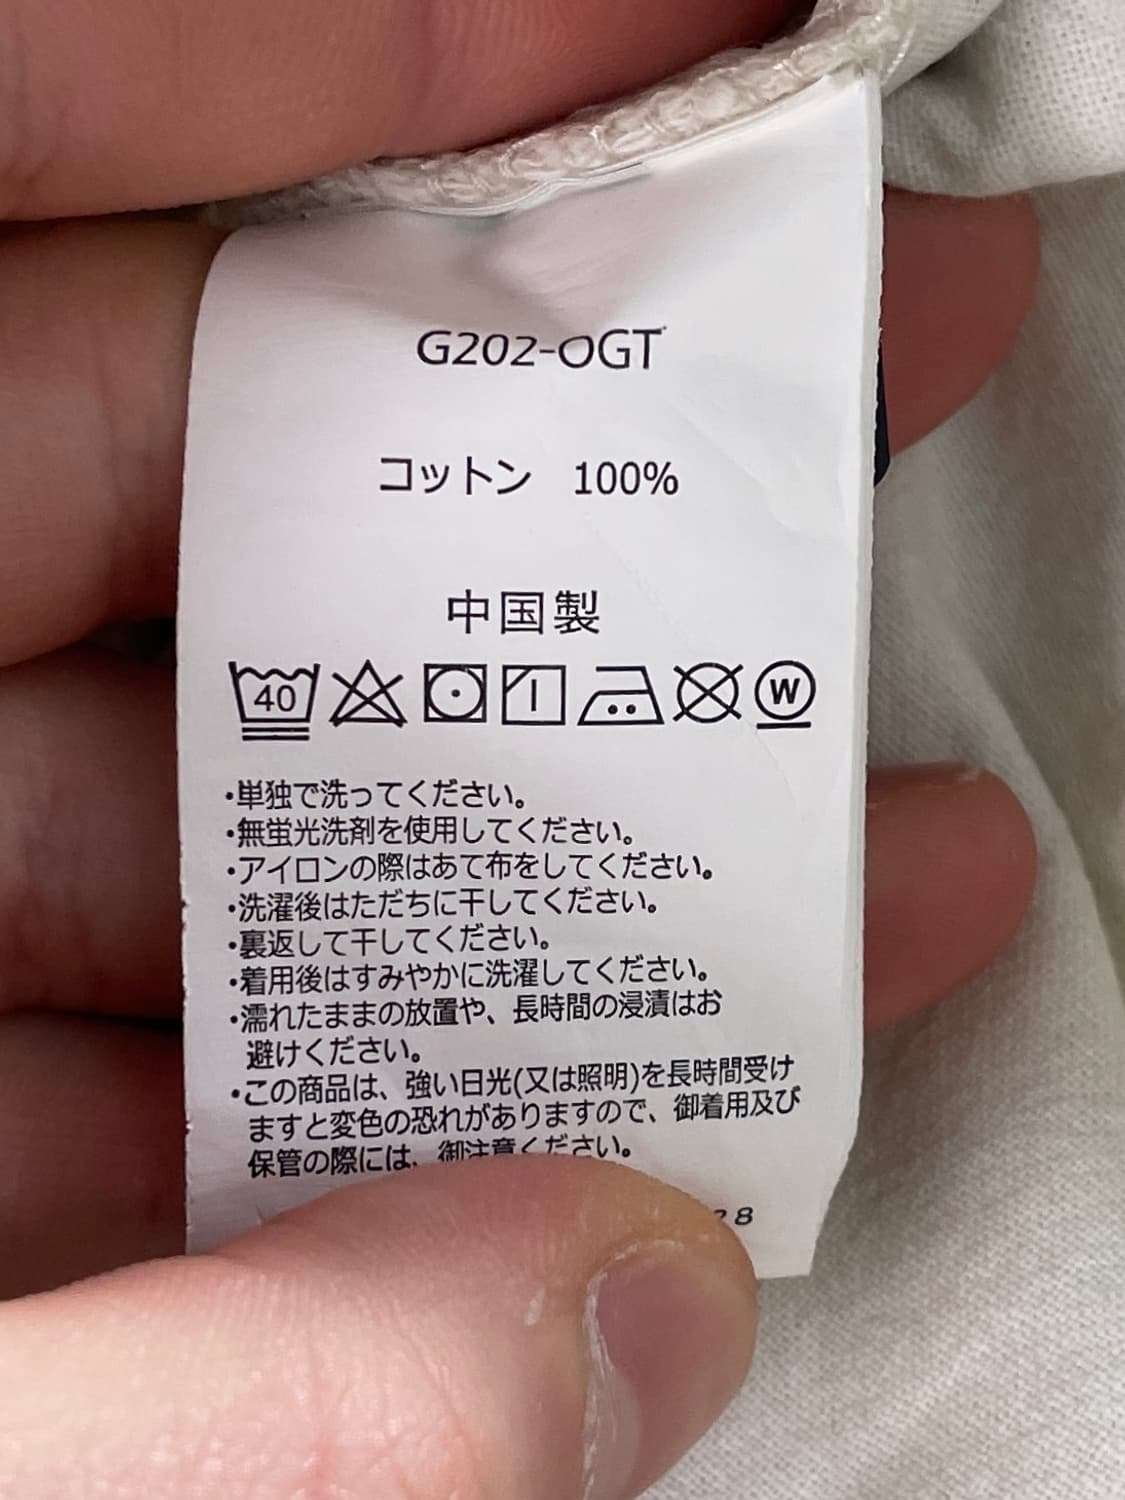 G202-OGT
コットン 100%
中国製
40 W
・単独で洗ってください。
・無蛍光洗剤を使用してください。
・アイロンの際はあて布をしてください。
・洗濯後はただちに干してください。
・裏返して干してください。
・着用後はすみやかに洗濯してください。
・濡れたままの放置や、長時間の浸漬はお
避けください。
・この商品は、強い日光(又は照明)を長時間受け
ますと変色の恐れがありますので、御着用及び
保管の際には、御注意ください。
28